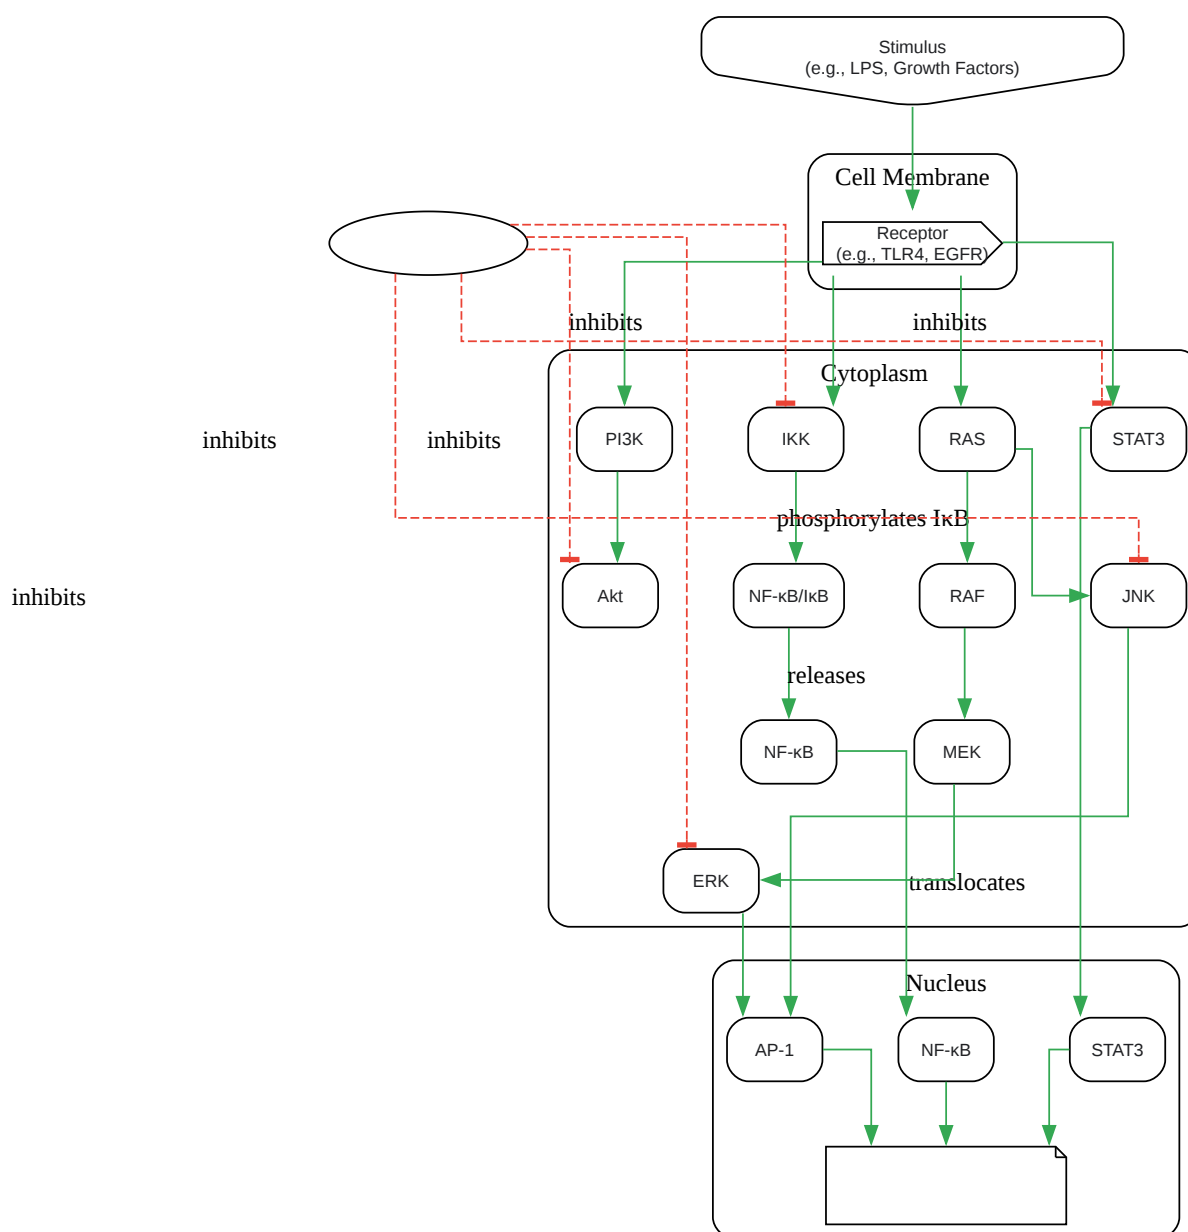 Stimulus
(e.g., LPS, Growth Factors)
Cell Membrane
Receptor
(e.g., TLR4, EGFR)
inhibits
inhibits
Cytoplasm
PI3K
IKK
RAS
STAT3
inhibits
inhibits
phosphorylates IκB
Akt
NF-κB/IκB
RAF
JNK
inhibits
releases
NF-κB
MEK
ERK
translocates
Nucleus
AP-1
NF-κB
STAT3